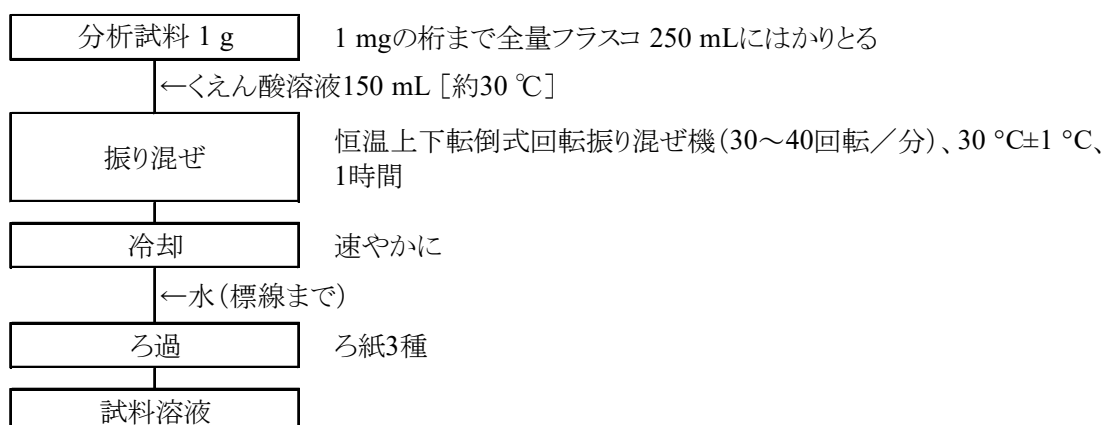 分析試料 1 g
1 mgの桁まで全量フラスコ 250 mLにはかりとる
←くえん酸溶液150 mL［約30 ℃］
振り混ぜ
恒温上下転倒式回転振り混ぜ機（30～40回転／分）、30 °C±1 °C、
1時間
冷却
速やかに
←水（標線まで）
ろ過
ろ紙3種
試料溶液